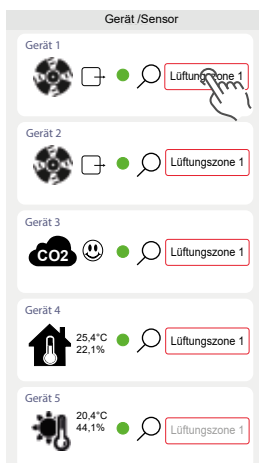 Gerät /Sensor
Gerät 1
Lüftungszone 1
Gerät 2
Lüftungszone 1
Gerät 3
CO2
Lüftungszone 1
Gerät 4
25,4°C
22,1%
Lüftungszone 1
Gerät 5
20,4°C
44,1%
Lüftungszone 1